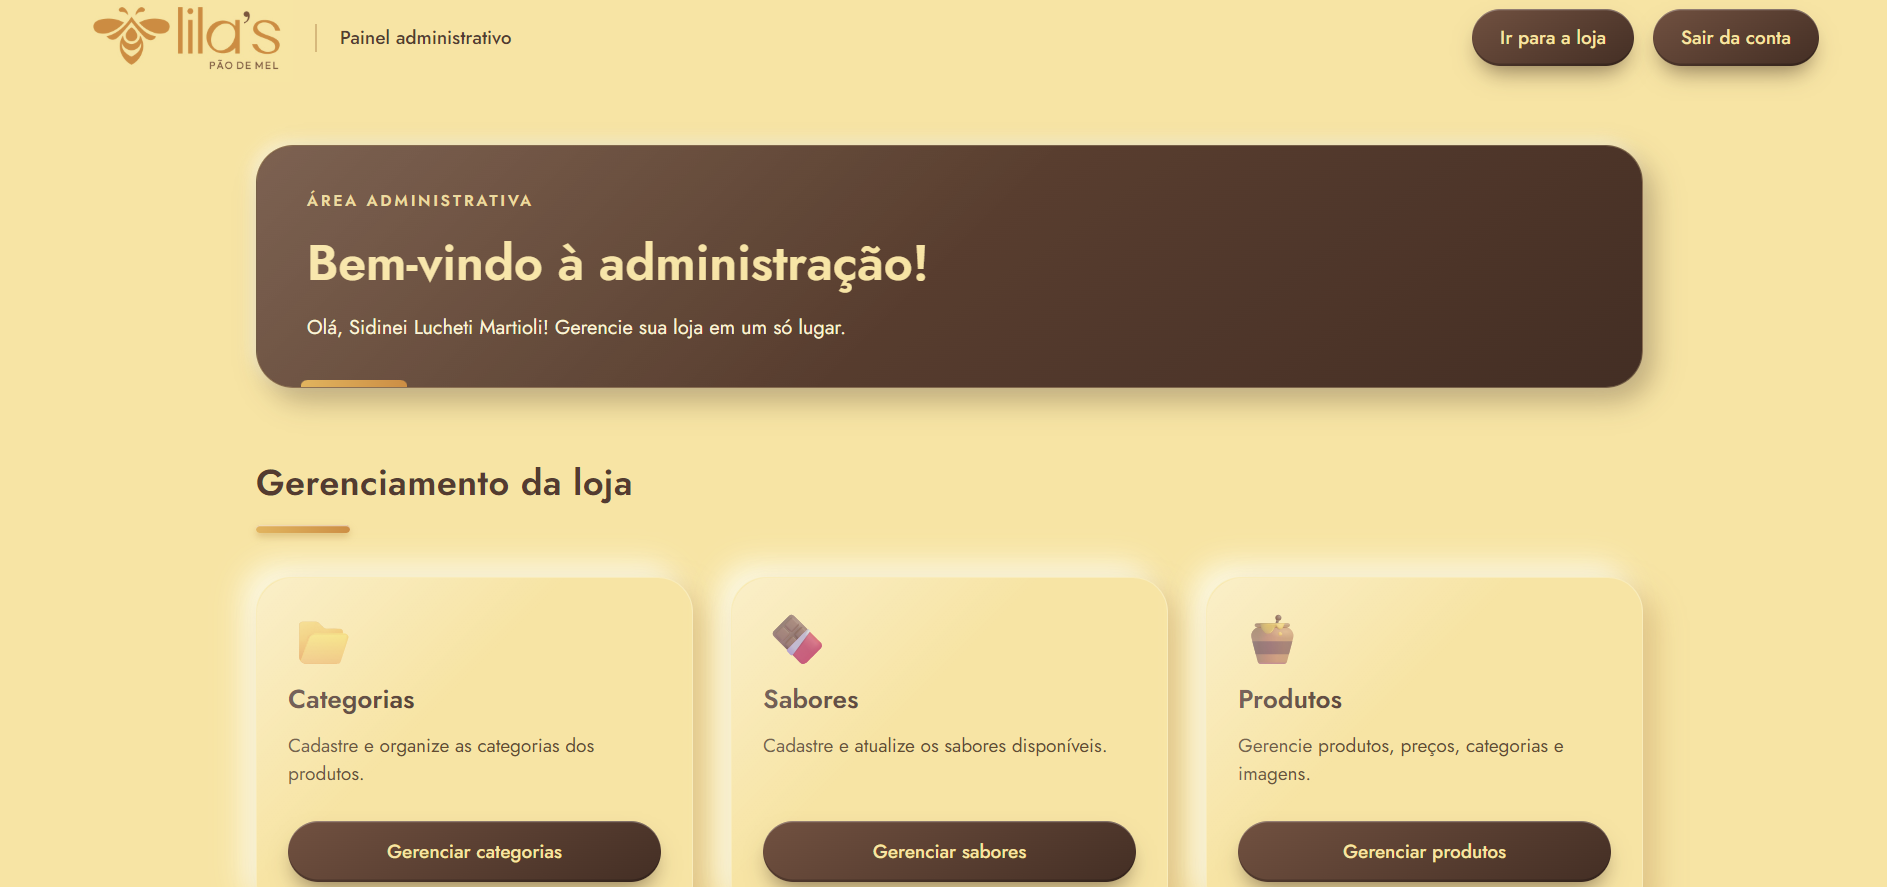 lila's
PÃO DE MEL
Painel administrativo
Ir para a loja
Sair da conta
ÁREA ADMINISTRATIVA
Bem-vindo à administração!
Olá, Sidinei Lucheti Martioli! Gerencie sua loja em um só lugar.
Gerenciamento da loja
Categorias
Cadastre e organize as categorias dos
produtos.
Gerenciar categorias
Sabores
Cadastre e atualize os sabores disponíveis.
Gerenciar sabores
Produtos
Gerencie produtos, preços, categorias e
imagens.
Gerenciar produtos